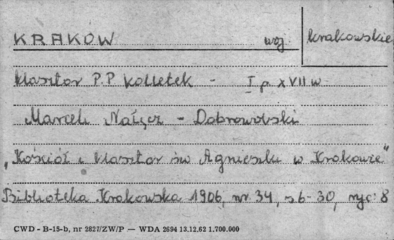 KRAKÓW woj. krakowskie
klasztor P.P Koletek - I p. XVII w
Marceli Nałęcz - Dobrowolski
„Kościół i klasztor św Agnieszki w Krakowie"
Biblioteka Krakowska 1906, nr. 34, s 6-30, ryc. 8
CWD - B-15-b, nr 2827/ZW/P — WDA 2694 13.12.62 1.700.000